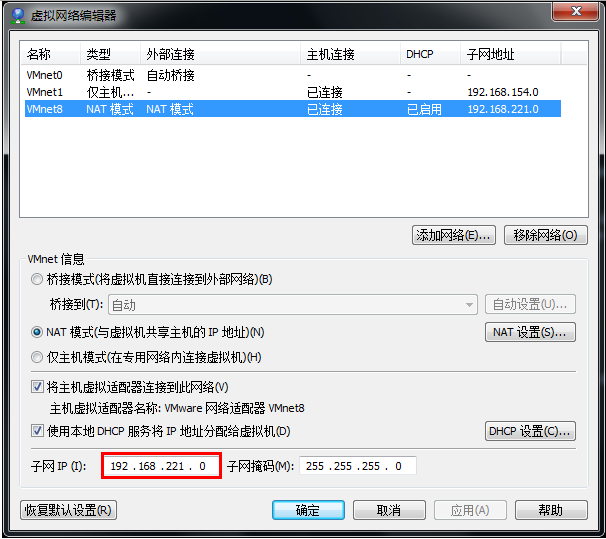 虚拟网络编辑器
名称 类型 外部连接 主机连接 DHCP 子网地址
VMnet0 桥接模式 自动桥接 - - -
VMnet1 仅主机... - 已连接 - 192.168.154.0
VMnet8 NAT 模式 NAT 模式 已连接 已启用 192.168.221.0
添加网络(E)... 移除网络(O)
VMnet 信息
桥接模式(将虚拟机直接连接到外部网络)(B)
桥接到(T): 自动 自动设置(U)...
NAT 模式(与虚拟机共享主机的 IP 地址)(N) NAT 设置(S)...
仅主机模式(在专用网络内连接虚拟机)(H)
将主机虚拟适配器连接到此网络(V)
主机虚拟适配器名称: VMware 网络适配器 VMnet8
使用本地 DHCP 服务将 IP 地址分配给虚拟机(D) DHCP 设置(C)...
子网 IP (I): 192 .168 .221 . 0 子网掩码(M): 255 .255 .255 . 0
恢复默认设置(R) 确定 取消 应用(A) 帮助